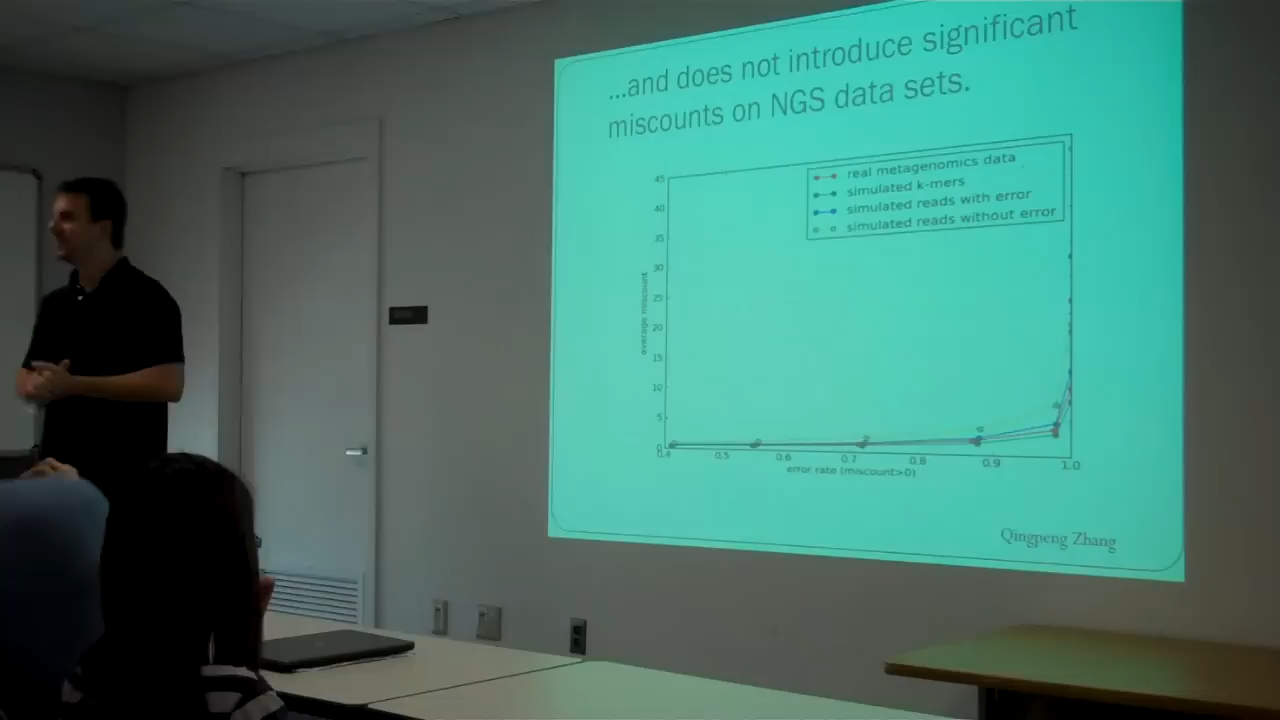 ...and does not introduce significant
miscounts on NGS data sets.
real metagenomics data
simulated k-mers
simulated reads with error
simulated reads without error
45
40
35
30
25
20
15
10
5
0
average miscount
0.4 0.5 0.6 0.7 0.8 0.9 1.0
error rate (miscount>0)
Qingpeng Zhang